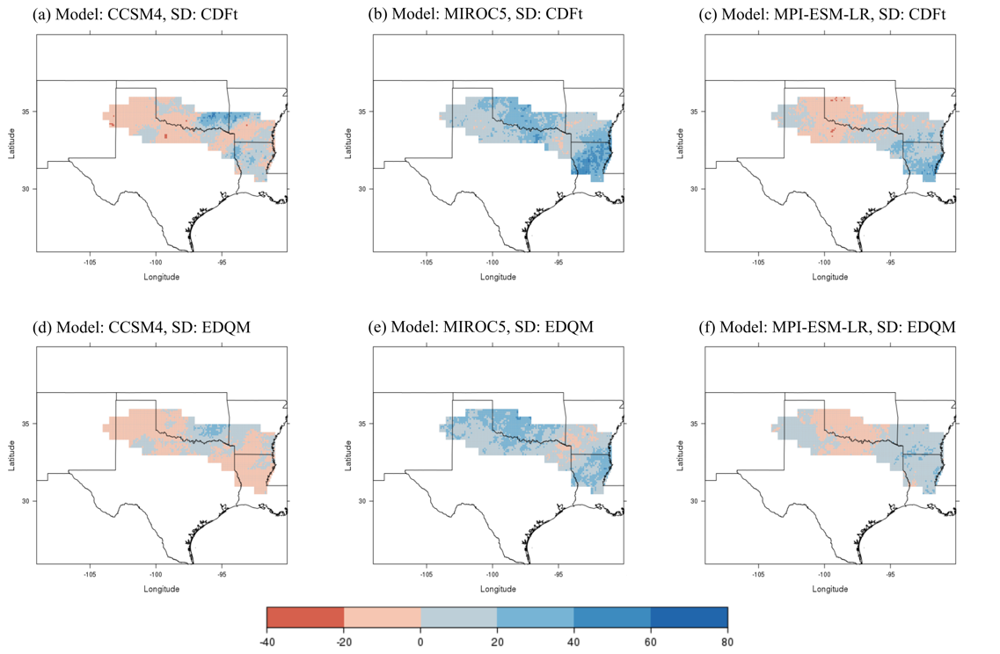 (a) Model: CCSM4, SD: CDFt (b) Model: MIROC5, SD: CDFt (c) Model: MPI-ESM-LR, SD: CDFt
Latitude 35 30 Latitude 35 30 Latitude 35 30
-105 -100 -95 -105 -100 -95 -105 -100 -95
Longitude Longitude Longitude
(d) Model: CCSM4, SD: EDQM (e) Model: MIROC5, SD: EDQM (f) Model: MPI-ESM-LR, SD: EDQM
Latitude 35 30 Latitude 35 30 Latitude 35 30
-105 -100 -95 -105 -100 -95 -105 -100 -95
Longitude Longitude Longitude
-40 -20 0 20 40 60 80